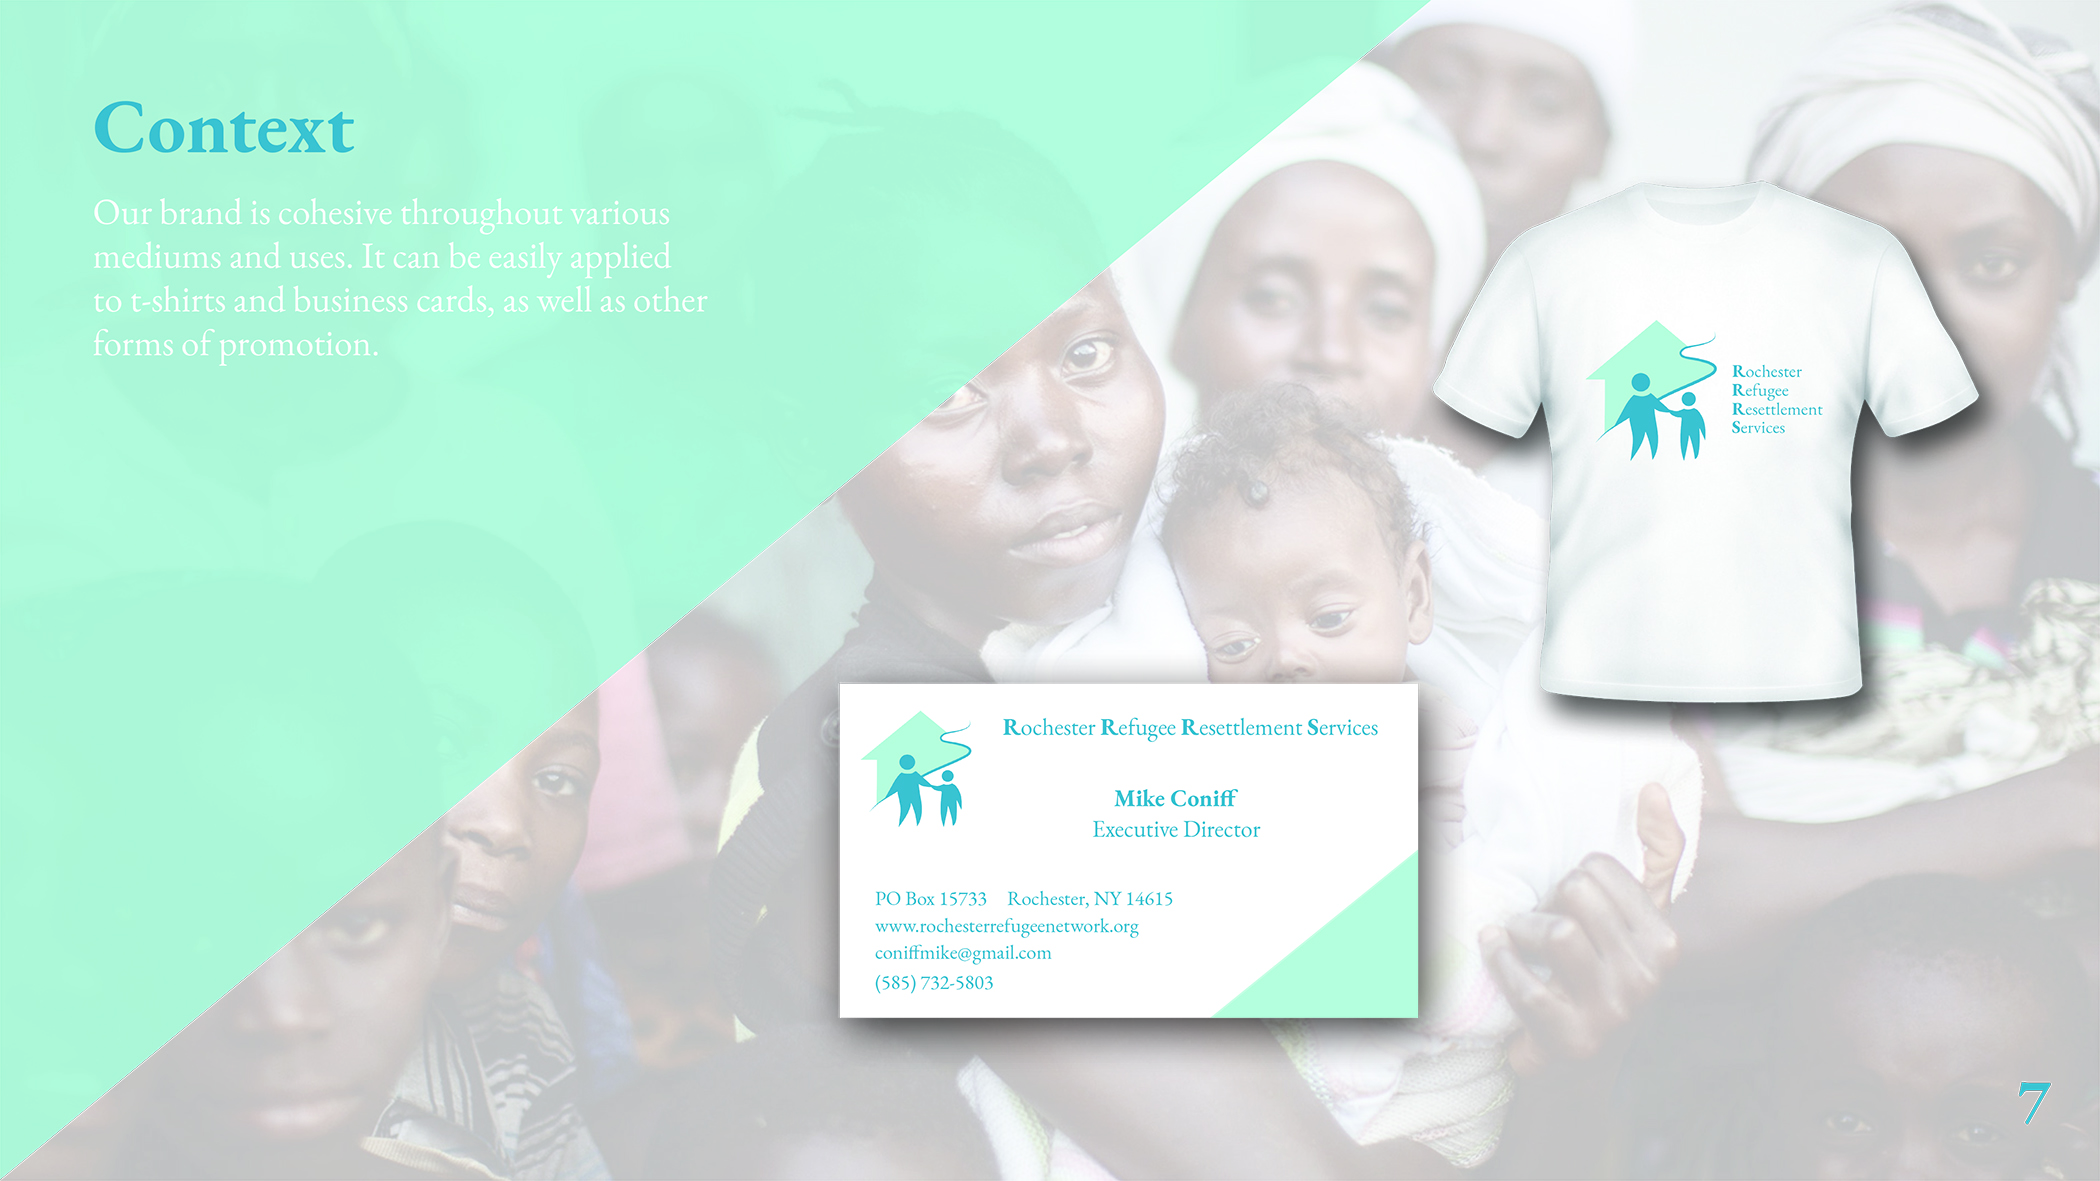 Context
Our brand is cohesive throughout various
mediums and uses. It can be easily applied
to t-shirts and business cards, as well as other
forms of promotion.
Rochester
Refugee
Resettlement
Services
Rochester Refugee Resettlement Services
Mike Coniff
Executive Director
PO Box 15733 Rochester, NY 14615
www.rochesterrefugeenetwork.org
coniffmike@gmail.com
(585) 732-5803
7